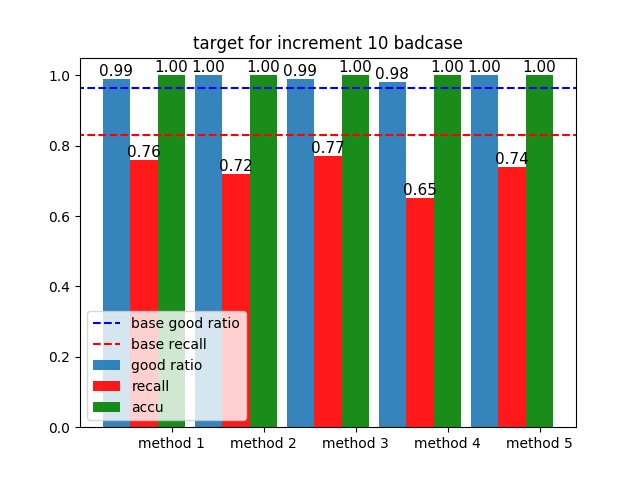 target for increment 10 badcase
1.0
0.8
0.6
0.4
0.2
0.0
0.99
0.76
1.00
1.00
0.72
1.00
0.99
0.77
1.00
0.98
0.65
1.00
1.00
0.74
1.00
base good ratio
base recall
good ratio
recall
accu
method 1
method 2
method 3
method 4
method 5